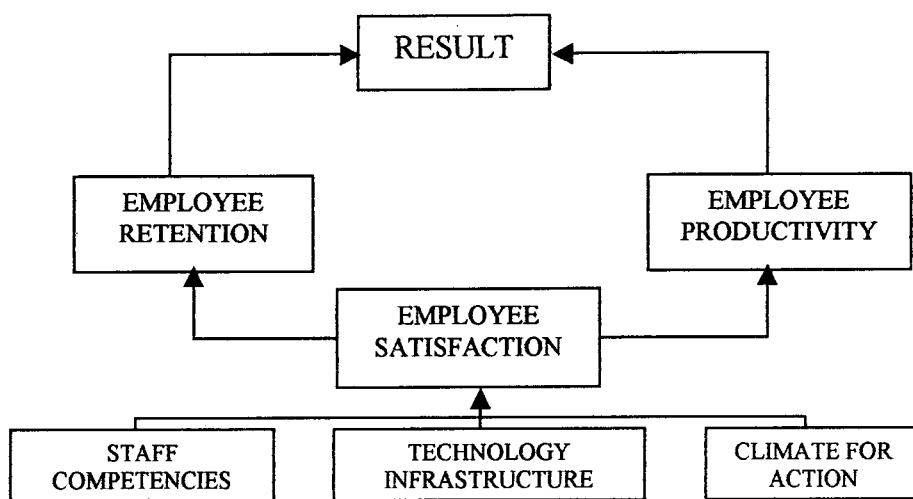 RESULT
EMPLOYEE
RETENTION
EMPLOYEE
PRODUCTIVITY
EMPLOYEE
SATISFACTION
STAFF
COMPETENCIES
TECHNOLOGY
INFRASTRUCTURE
CLIMATE FOR
ACTION